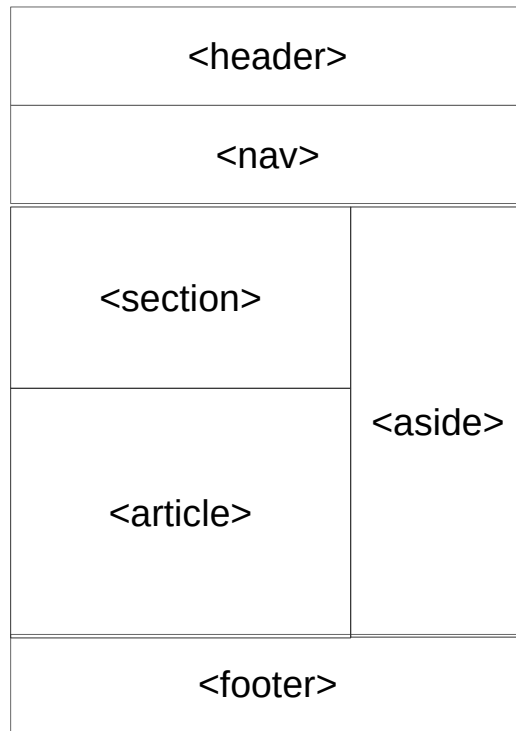 <header>
<nav>
<section>
<aside>
<article>
<footer>